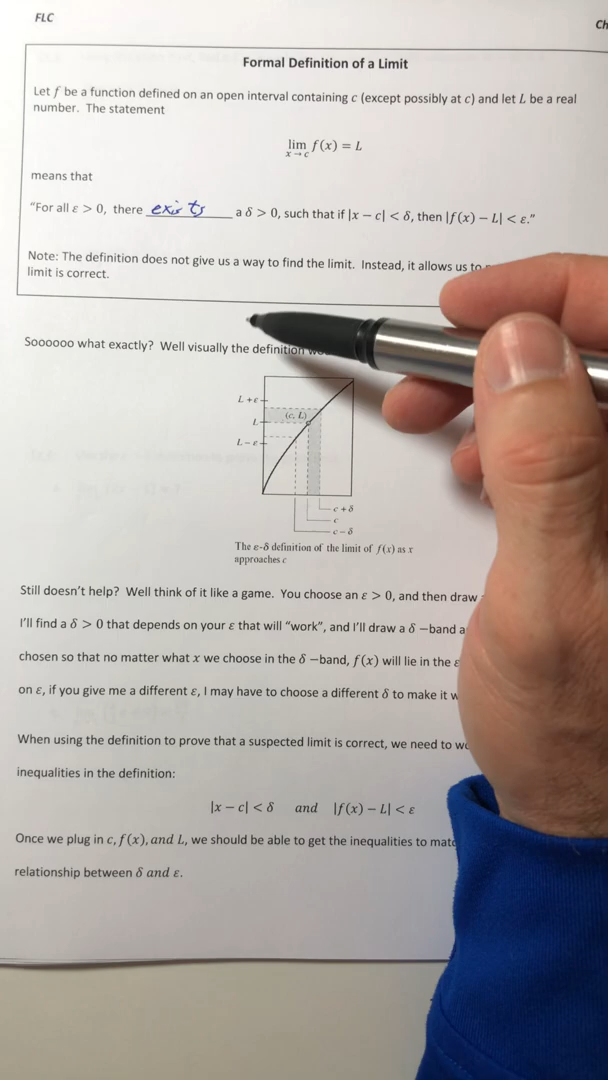 FLC
Ch
Formal Definition of a Limit
Let f be a function defined on an open interval containing c (except possibly at c) and let L be a real
number. The statement
lim f(x) = L
x→c
means that
"For all ε > 0, there exists a δ > 0, such that if |x − c| < δ, then |f(x) − L| < ε."
Note: The definition does not give us a way to find the limit. Instead, it allows us to
limit is correct.
Soooooo what exactly? Well visually the definition
L + ε
(c, L)
L
L − ε
c + δ
c
c − δ
The ε-δ definition of the limit of f(x) as x
approaches c
Still doesn't help? Well think of it like a game. You choose an ε > 0, and then draw
I'll find a δ > 0 that depends on your ε that will "work", and I'll draw a δ −band a
chosen so that no matter what x we choose in the δ −band, f(x) will lie in the ε
on ε, if you give me a different ε, I may have to choose a different δ to make it w
When using the definition to prove that a suspected limit is correct, we need to
inequalities in the definition:
|x − c| < δ and |f(x) − L| < ε
Once we plug in c, f(x), and L, we should be able to get the inequalities to
relationship between δ and ε.